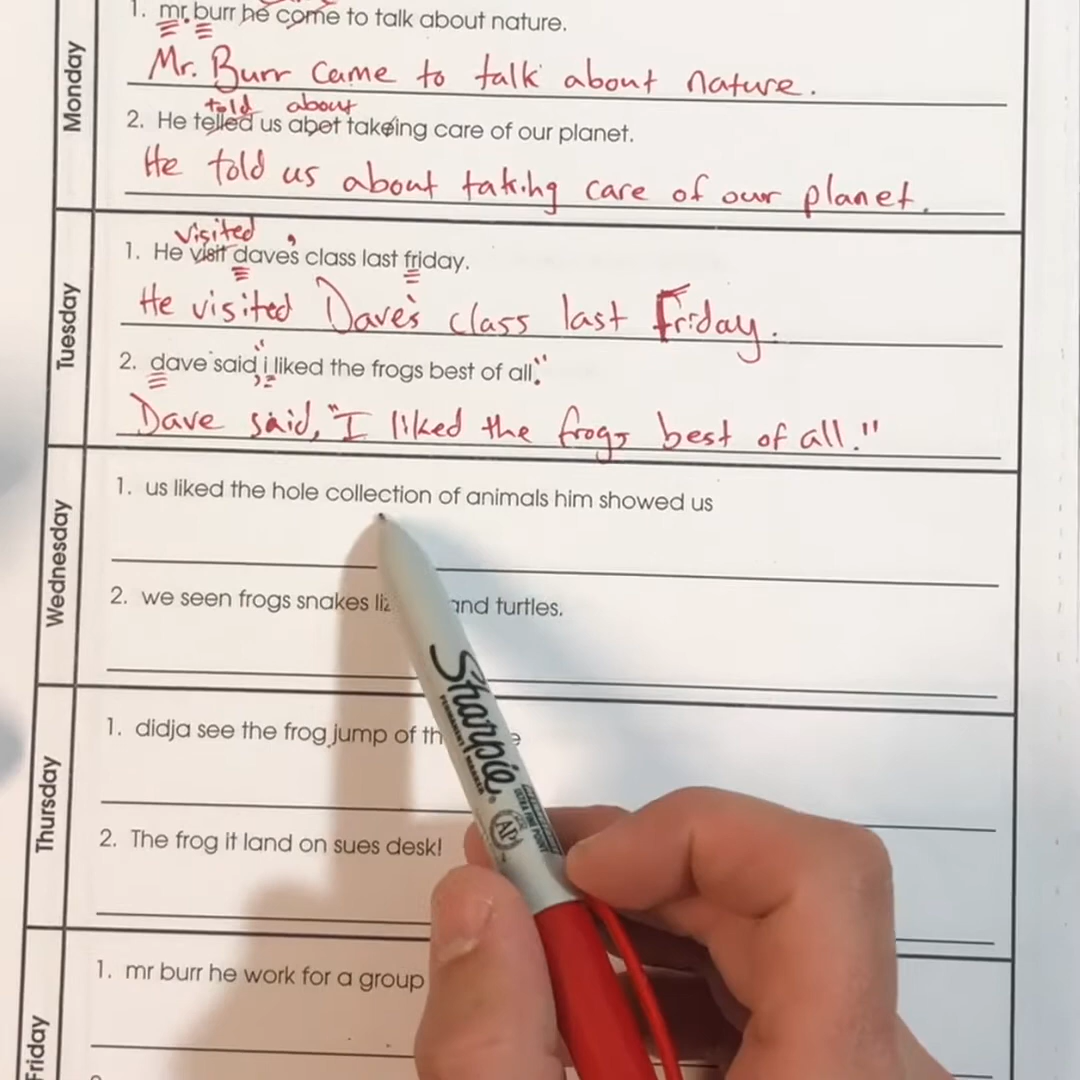 Monday
1. mr. burr he come to talk about nature.
Mr. Burr came to talk about nature.
told about
2. He telled us abot takeing care of our planet.
He told us about taking care of our planet.
Tuesday
visited ,
1. He visit daves class last friday.
He visited Dave's class last Friday.
2. dave said, "i liked the frogs best of all."
Dave said, "I liked the frogs best of all."
Wednesday
1. us liked the hole collection of animals him showed us
2. we seen frogs snakes and turtles.
Thursday
1. didja see the frog jump of
2. The frog it land on sues desk!
Friday
1. mr burr he work for a group
Sharpie
PERMANENT MARKER
ULTRA FINE POINT
AP